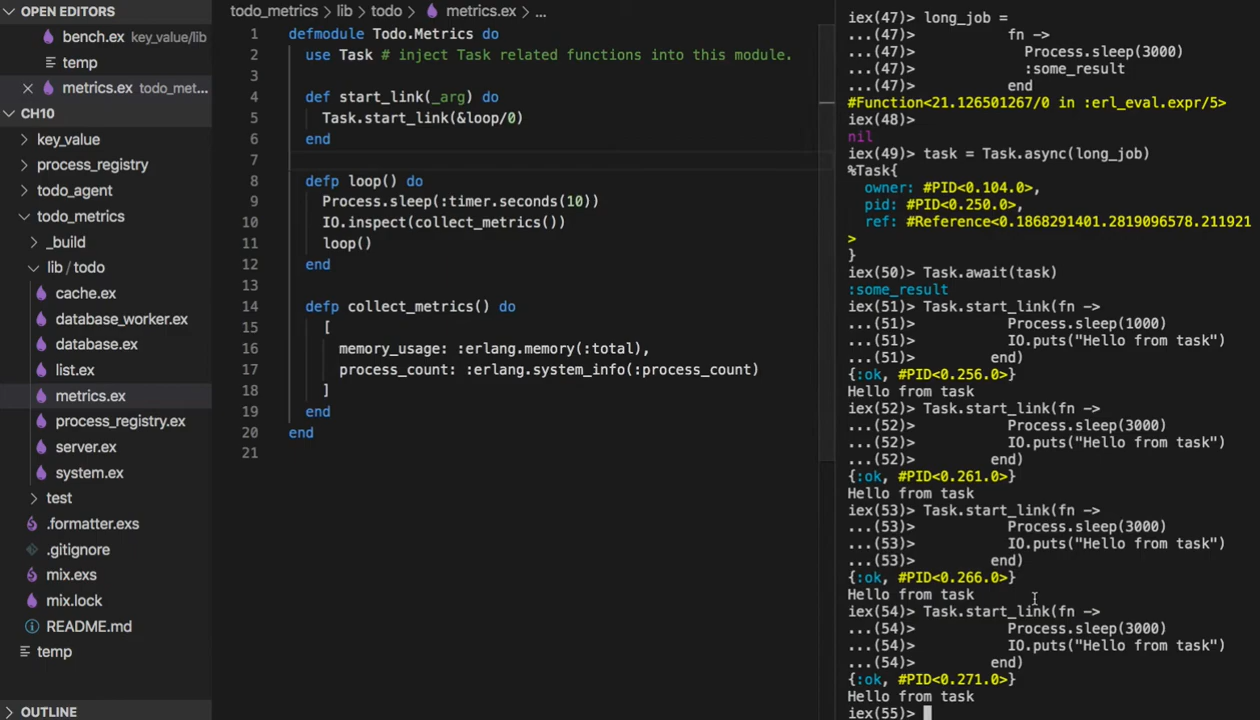 OPEN EDITORS
bench.ex key_value/lib
temp
metrics.ex todo_met...
CH10
key_value
process_registry
todo_agent
todo_metrics
_build
lib / todo
cache.ex
database_worker.ex
database.ex
list.ex
metrics.ex
process_registry.ex
server.ex
system.ex
test
.formatter.exs
.gitignore
mix.exs
mix.lock
README.md
temp
OUTLINE
todo_metrics > lib > todo > metrics.ex > ...
1 defmodule Todo.Metrics do
2 use Task # inject Task related functions into this module.
3
4 def start_link(_arg) do
5 Task.start_link(&loop/0)
6 end
7
8 defp loop() do
9 Process.sleep(:timer.seconds(10))
10 IO.inspect(collect_metrics())
11 loop()
12 end
13
14 defp collect_metrics() do
15 [
16 memory_usage: :erlang.memory(:total),
17 process_count: :erlang.system_info(:process_count)
18 ]
19 end
20 end
21
iex(47)> long_job =
...(47)> fn ->
...(47)> Process.sleep(3000)
...(47)> :some_result
...(47)> end
#Function<21.126501267/0 in :erl_eval.expr/5>
iex(48)>
nil
iex(49)> task = Task.async(long_job)
%Task{
owner: #PID<0.104.0>,
pid: #PID<0.250.0>,
ref: #Reference<0.1868291401.2819096578.211921
>
}
iex(50)> Task.await(task)
:some_result
iex(51)> Task.start_link(fn ->
...(51)> Process.sleep(1000)
...(51)> IO.puts("Hello from task")
...(51)> end)
{:ok, #PID<0.256.0>}
Hello from task
iex(52)> Task.start_link(fn ->
...(52)> Process.sleep(3000)
...(52)> IO.puts("Hello from task")
...(52)> end)
{:ok, #PID<0.261.0>}
Hello from task
iex(53)> Task.start_link(fn ->
...(53)> Process.sleep(3000)
...(53)> IO.puts("Hello from task")
...(53)> end)
{:ok, #PID<0.266.0>}
Hello from task
iex(54)> Task.start_link(fn ->
...(54)> Process.sleep(3000)
...(54)> IO.puts("Hello from task")
...(54)> end)
{:ok, #PID<0.271.0>}
Hello from task
iex(55)>